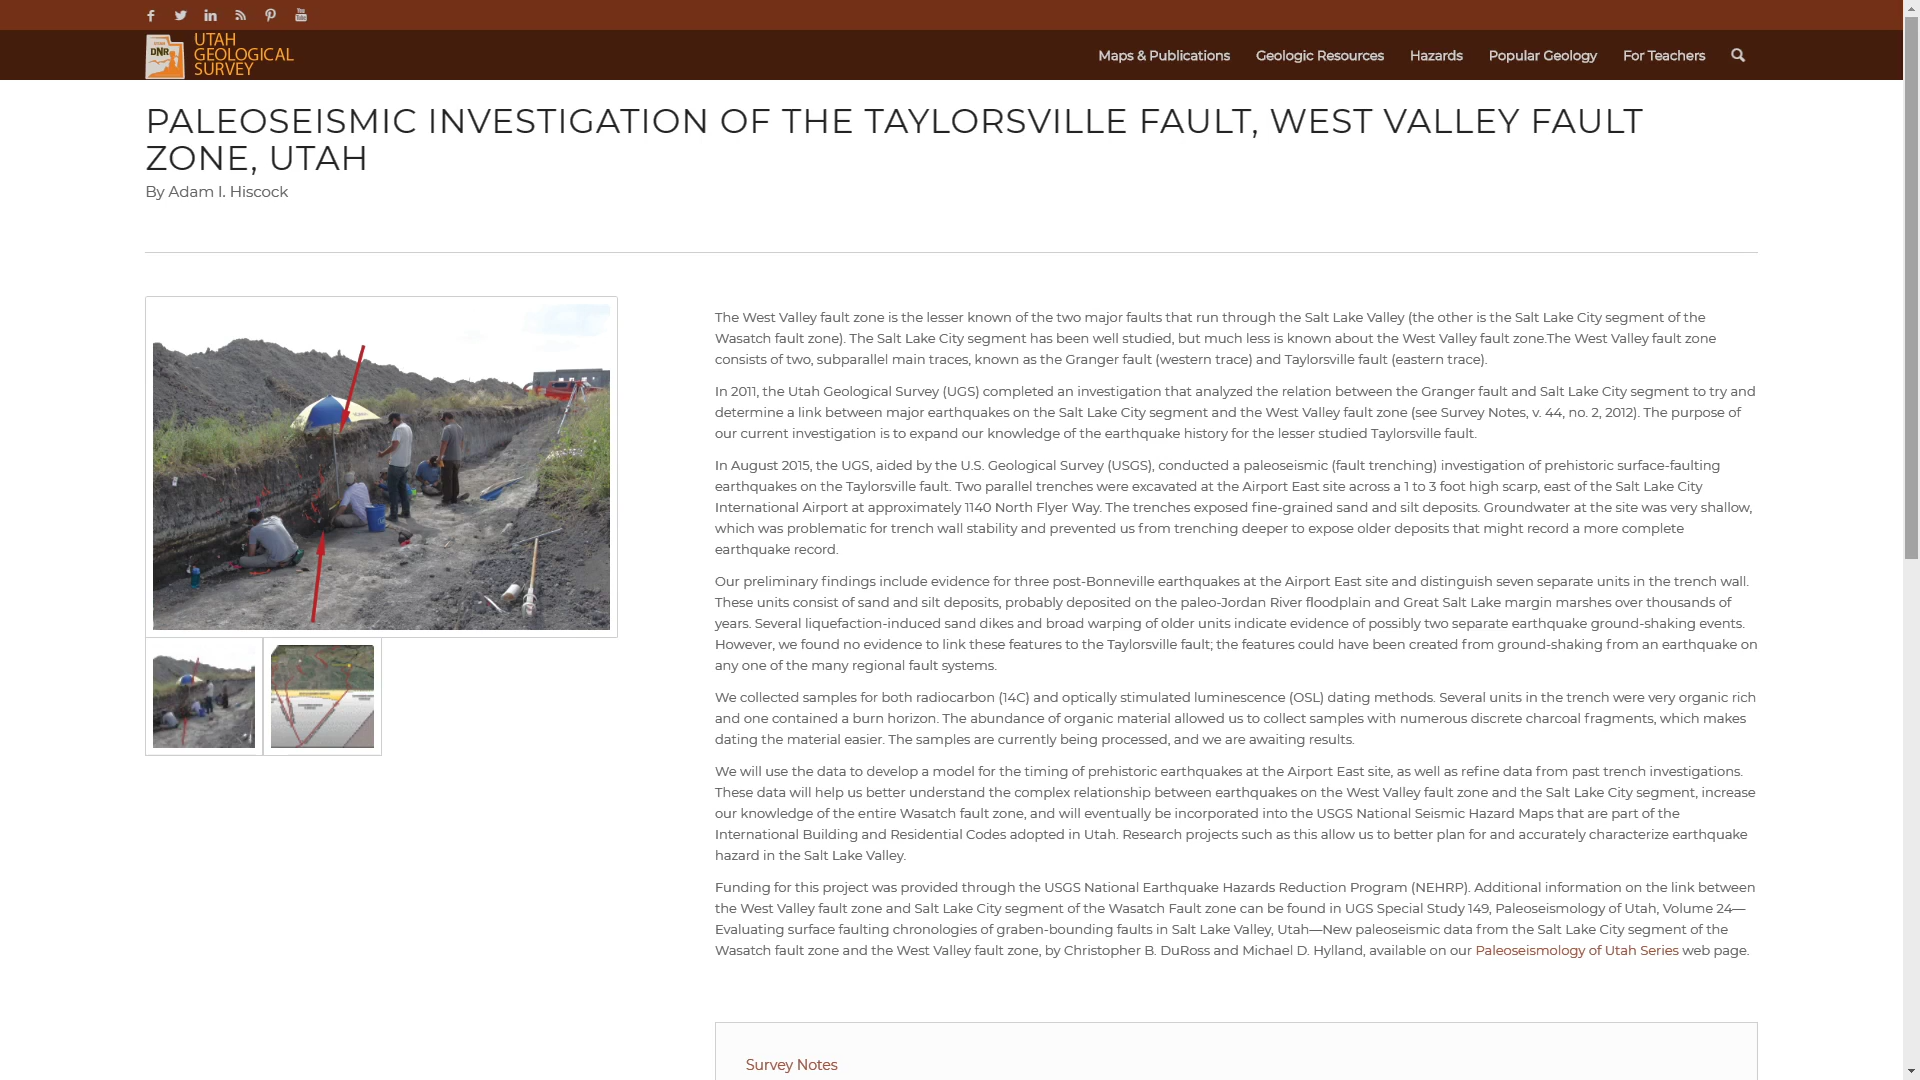 UTAH
DNR
UTAH
GEOLOGICAL
SURVEY
Maps & Publications
Geologic Resources
Hazards
Popular Geology
For Teachers
PALEOSEISMIC INVESTIGATION OF THE TAYLORSVILLE FAULT, WEST VALLEY FAULT
ZONE, UTAH
By Adam I. Hiscock
The West Valley fault zone is the lesser known of the two major faults that run through the Salt Lake Valley (the other is the Salt Lake City segment of the
Wasatch fault zone). The Salt Lake City segment has been well studied, but much less is known about the West Valley fault zone.The West Valley fault zone
consists of two, subparallel main traces, known as the Granger fault (western trace) and Taylorsville fault (eastern trace).
In 2011, the Utah Geological Survey (UGS) completed an investigation that analyzed the relation between the Granger fault and Salt Lake City segment to try and
determine a link between major earthquakes on the Salt Lake City segment and the West Valley fault zone (see Survey Notes, v. 44, no. 2, 2012). The purpose of
our current investigation is to expand our knowledge of the earthquake history for the lesser studied Taylorsville fault.
In August 2015, the UGS, aided by the U.S. Geological Survey (USGS), conducted a paleoseismic (fault trenching) investigation of prehistoric surface-faulting
earthquakes on the Taylorsville fault. Two parallel trenches were excavated at the Airport East site across a 1 to 3 foot high scarp, east of the Salt Lake City
International Airport at approximately 1140 North Flyer Way. The trenches exposed fine-grained sand and silt deposits. Groundwater at the site was very shallow,
which was problematic for trench wall stability and prevented us from trenching deeper to expose older deposits that might record a more complete
earthquake record.
Our preliminary findings include evidence for three post-Bonneville earthquakes at the Airport East site and distinguish seven separate units in the trench wall.
These units consist of sand and silt deposits, probably deposited on the paleo-Jordan River floodplain and Great Salt Lake margin marshes over thousands of
years. Several liquefaction-induced sand dikes and broad warping of older units indicate evidence of possibly two separate earthquake ground-shaking events.
However, we found no evidence to link these features to the Taylorsville fault; the features could have been created from ground-shaking from an earthquake on
any one of the many regional fault systems.
We collected samples for both radiocarbon (14C) and optically stimulated luminescence (OSL) dating methods. Several units in the trench were very organic rich
and one contained a burn horizon. The abundance of organic material allowed us to collect samples with numerous discrete charcoal fragments, which makes
dating the material easier. The samples are currently being processed, and we are awaiting results.
We will use the data to develop a model for the timing of prehistoric earthquakes at the Airport East site, as well as refine data from past trench investigations.
These data will help us better understand the complex relationship between earthquakes on the West Valley fault zone and the Salt Lake City segment, increase
our knowledge of the entire Wasatch fault zone, and will eventually be incorporated into the USGS National Seismic Hazard Maps that are part of the
International Building and Residential Codes adopted in Utah. Research projects such as this allow us to better plan for and accurately characterize earthquake
hazard in the Salt Lake Valley.
Funding for this project was provided through the USGS National Earthquake Hazards Reduction Program (NEHRP). Additional information on the link between
the West Valley fault zone and Salt Lake City segment of the Wasatch Fault zone can be found in UGS Special Study 149, Paleoseismology of Utah, Volume 24—
Evaluating surface faulting chronologies of graben-bounding faults in Salt Lake Valley, Utah—New paleoseismic data from the Salt Lake City segment of the
Wasatch fault zone and the West Valley fault zone, by Christopher B. DuRoss and Michael D. Hylland, available on our Paleoseismology of Utah Series web page.
Survey Notes